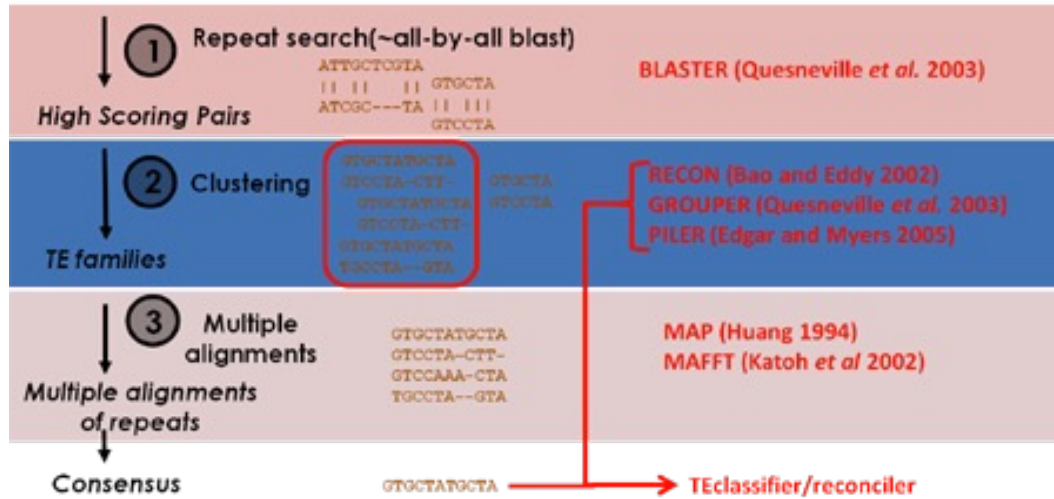 1
Repeat search(~all-by-all blast)
ATTGCTCGTA
|| || || GTGCTA
ATCGC---TA || |||
GTCCTA
High Scoring Pairs
BLASTER (Quesneville et al. 2003)
2
Clustering
GTGCTATGCTA
GTCCTA-CTT-
GTGCTATGCTA
GTCCTA-CTT-
GTGCTATGCTA
TGCCTA--GTA
GTGCTA
GTCCTA
TE families
RECON (Bao and Eddy 2002)
GROUPER (Quesneville et al. 2003)
PILER (Edgar and Myers 2005)
3
Multiple
alignments
GTGCTATGCTA
GTCCTA-CTT-
GTCCAAA-CTA
TGCCTA--GTA
Multiple alignments
of repeats
MAP (Huang 1994)
MAFFT (Katoh et al 2002)
Consensus
GTGCTATGCTA
TEclassifier/reconciler